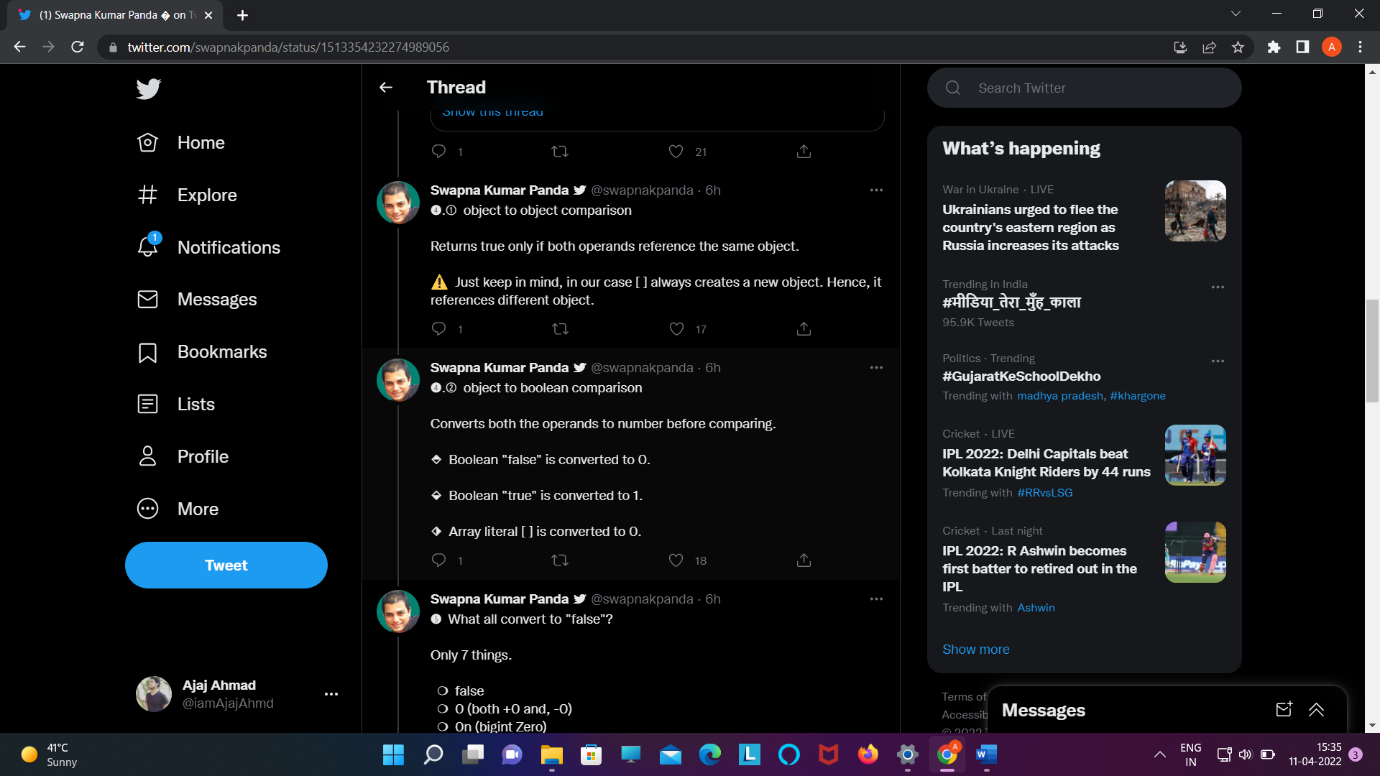 (1) Swapna Kumar Panda � on T
twitter.com/swapnakpanda/status/1513354232274989056
A
Home
Explore
1
Notifications
Messages
Bookmarks
Lists
Profile
More
Tweet
Ajaj Ahmad
@iamAjajAhmd
Thread
Show this thread
1 21
Swapna Kumar Panda @swapnakpanda · 6h
❹.① object to object comparison
Returns true only if both operands reference the same object.
⚠️ Just keep in mind, in our case [ ] always creates a new object. Hence, it
references different object.
1 17
Swapna Kumar Panda @swapnakpanda · 6h
❹.② object to boolean comparison
Converts both the operands to number before comparing.
⬘ Boolean "false" is converted to 0.
⬙ Boolean "true" is converted to 1.
⬗ Array literal [ ] is converted to 0.
1 18
Swapna Kumar Panda @swapnakpanda · 6h
❺ What all convert to "false"?
Only 7 things.
❍ false
❍ 0 (both +0 and, -0)
❍ 0n (bigint Zero)
Search Twitter
What's happening
War in Ukraine · LIVE
Ukrainians urged to flee the
country's eastern region as
Russia increases its attacks
Trending in India
#मीडिया_तेरा_मुँह_काला
95.9K Tweets
Politics · Trending
#GujaratKeSchoolDekho
Trending with madhya pradesh, #khargone
Cricket · LIVE
IPL 2022: Delhi Capitals beat
Kolkata Knight Riders by 44 runs
Trending with #RRvsLSG
Cricket · Last night
IPL 2022: R Ashwin becomes
first batter to retired out in the
IPL
Trending with Ashwin
Show more
Terms of
Accessib
© 2022
Messages
41°C
Sunny
ENG
IN
15:35
11-04-2022
3